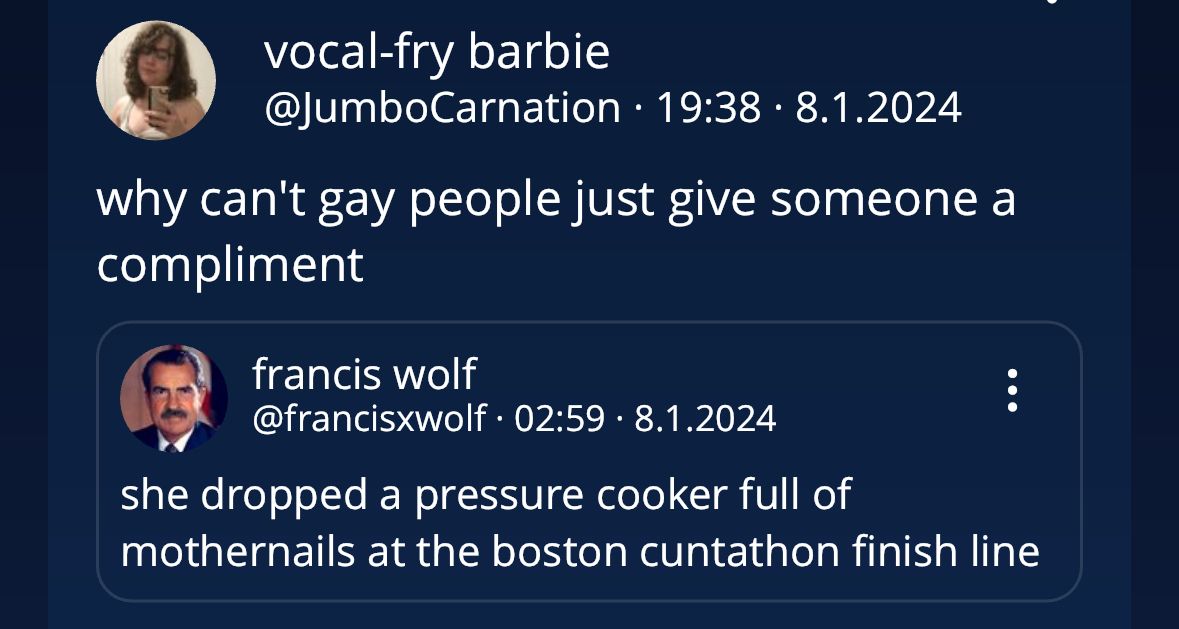 vocal-fry barbie
@JumboCarnation · 19:38 · 8.1.2024
why can't gay people just give someone a
compliment
francis wolf
@francisxwolf · 02:59 · 8.1.2024
she dropped a pressure cooker full of
mothernails at the boston cuntathon finish line